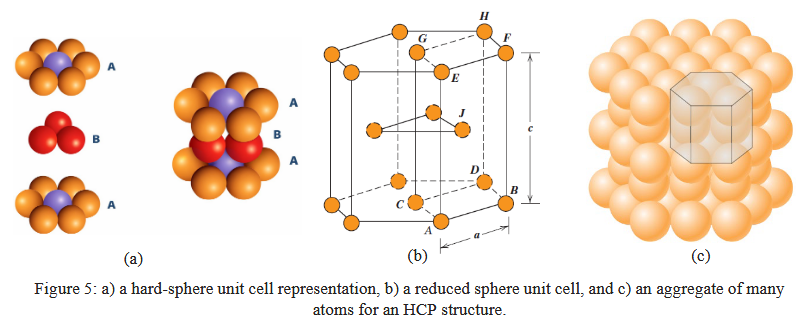 A
B
A
A
B
A
(a)
H
G
F
E
J
c
D
C
B
A
a
(b)
(c)
Figure 5: a) a hard-sphere unit cell representation, b) a reduced sphere unit cell, and c) an aggregate of many
atoms for an HCP structure.